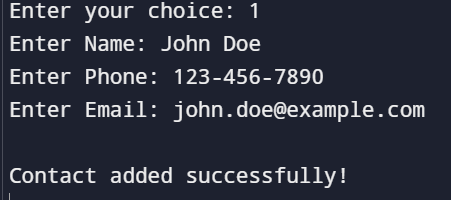 Enter your choice: 1
Enter Name: John Doe
Enter Phone: 123-456-7890
Enter Email: john.doe@example.com
Contact added successfully!